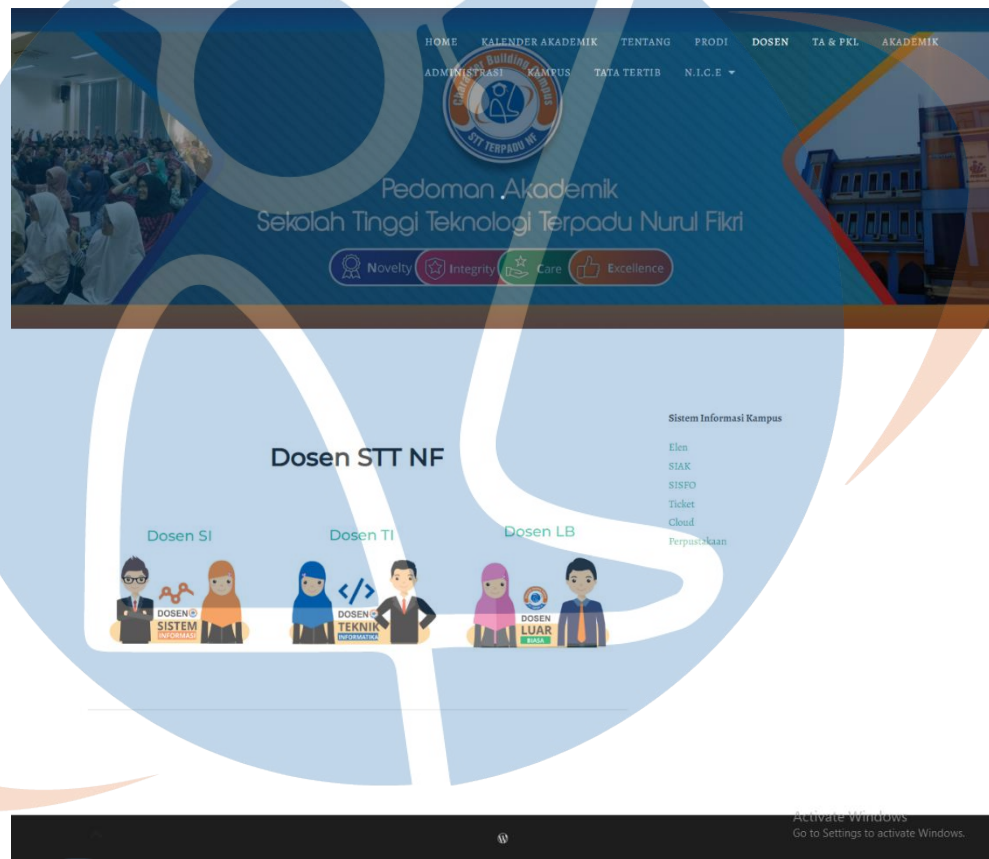 HOME KALENDER AKADEMIK TENTANG PRODI DOSEN TA & PKL AKADEMIK
ADMINISTRASI KAMPUS TATA TERTIB N.I.C.E
Character Building Campus
STT TERPADU NF
Pedoman Akademik
Sekolah Tinggi Teknologi Terpadu Nurul Fikri
Novelty Integrity Care Excellence
Sistem Informasi Kampus
Elen
SIAK
SISFO
Ticket
Cloud
Perpustakaan
Dosen STT NF
Dosen SI
DOSEN
SISTEM
INFORMASI
Dosen TI
</>
DOSEN
TEKNIK
INFORMATIKA
Dosen LB
DOSEN
LUAR
BIASA
Activate Windows
Go to Settings to activate Windows.